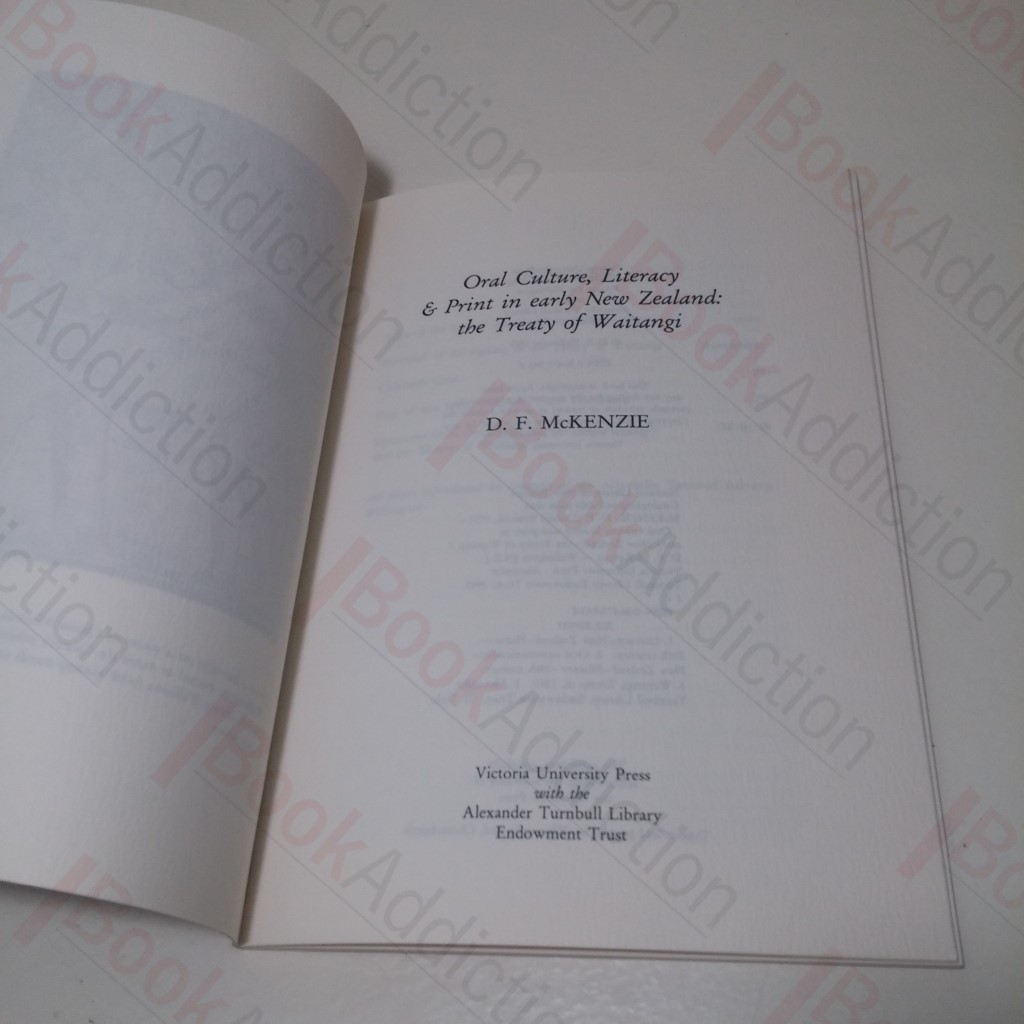 Oral Culture, Literacy
& Print in early New Zealand:
the Treaty of Waitangi
D. F. McKENZIE
Victoria University Press
with the
Alexander Turnbull Library
Endowment Trust
BookAddiction